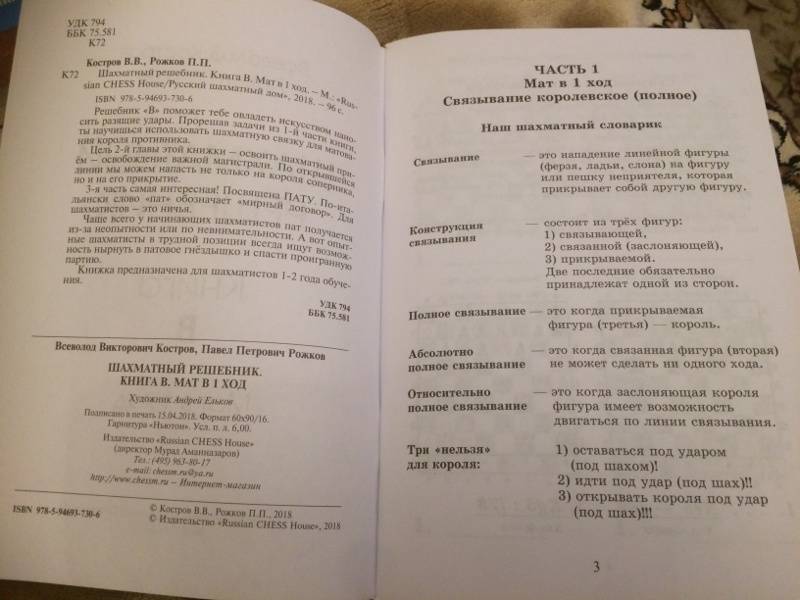 УДК 794
ББК 75.581
К72
Костров В.В., Рожков П.П.
К72 Шахматный решебник. Книга В. Мат в 1 ход. – М.: «Rus-
sian CHESS House/Русский шахматный дом», 2018. – 96 с.
ISBN 978-5-94693-730-6
Решебник «В» поможет тебе овладеть искусством нано-
сить разящие удары. Прорешав задачи из 1-й части книги,
ты научишься использовать шахматную связку для матова-
ния короля противника.
Цель 2-й главы этой книжки – освоить шахматный при-
ём – освобождение важной магистрали. По открывшейся
линии мы можем напасть не только на короля соперника,
но и на его прикрытие.
3-я часть самая интересная! Посвящена ПАТУ. По-ита-
льянски слово «пат» обозначает «мирный договор». Для
шахматистов – это ничья.
Чаще всего у начинающих шахматистов пат получается
из-за неопытности или по невнимательности. А вот опыт-
ные шахматисты в трудной позиции всегда ищут возмож-
ность нырнуть в патовое гнёздышко и спасти проигранную
партию.
Книжка предназначена для шахматистов 1-2 года обуче-
ния.
УДК 794
ББК 75.581
Всеволод Викторович Костров, Павел Петрович Рожков
ШАХМАТНЫЙ РЕШЕБНИК.
КНИГА В. МАТ В 1 ХОД
Художник Андрей Ельков
Подписано в печать 15.04.2018. Формат 60x90/16.
Гарнитура «Ньютон». Усл. п. л. 6,00.
Издательство «Russian CHESS House»
(директор Мурад Аманназаров)
Тел.: (495) 963-80-17
e-mail: chessm.ru@ya.ru
http://www.chessm.ru – Интернет-магазин
ISBN 978-5-94693-730-6
© Костров В.В., Рожков П.П., 2018
© Издательство «Russian CHESS House», 2018
ЧАСТЬ 1
Мат в 1 ход
Связывание королевское (полное)
Наш шахматный словарик
Связывание — это нападение линейной фигуры
(ферзя, ладьи, слона) на фигуру
или пешку неприятеля, которая
прикрывает собой другую фигуру.
Конструкция — состоит из трёх фигур:
связывания 1) связывающей,
2) связанной (заслоняющей),
3) прикрываемой.
Две последние обязательно
принадлежат одной из сторон.
Полное связывание — это когда прикрываемая
фигура (третья) — король.
Абсолютно — это когда связанная фигура (вторая)
полное связывание не может сделать ни одного хода.
Относительно — это когда заслоняющая короля
полное связывание фигура имеет возможность
двигаться по линии связывания.
Три «нельзя» 1) оставаться под ударом
для короля: (под шахом)!
2) идти под удар (под шах)!!
3) открывать короля под удар
(под шах)!!!
3